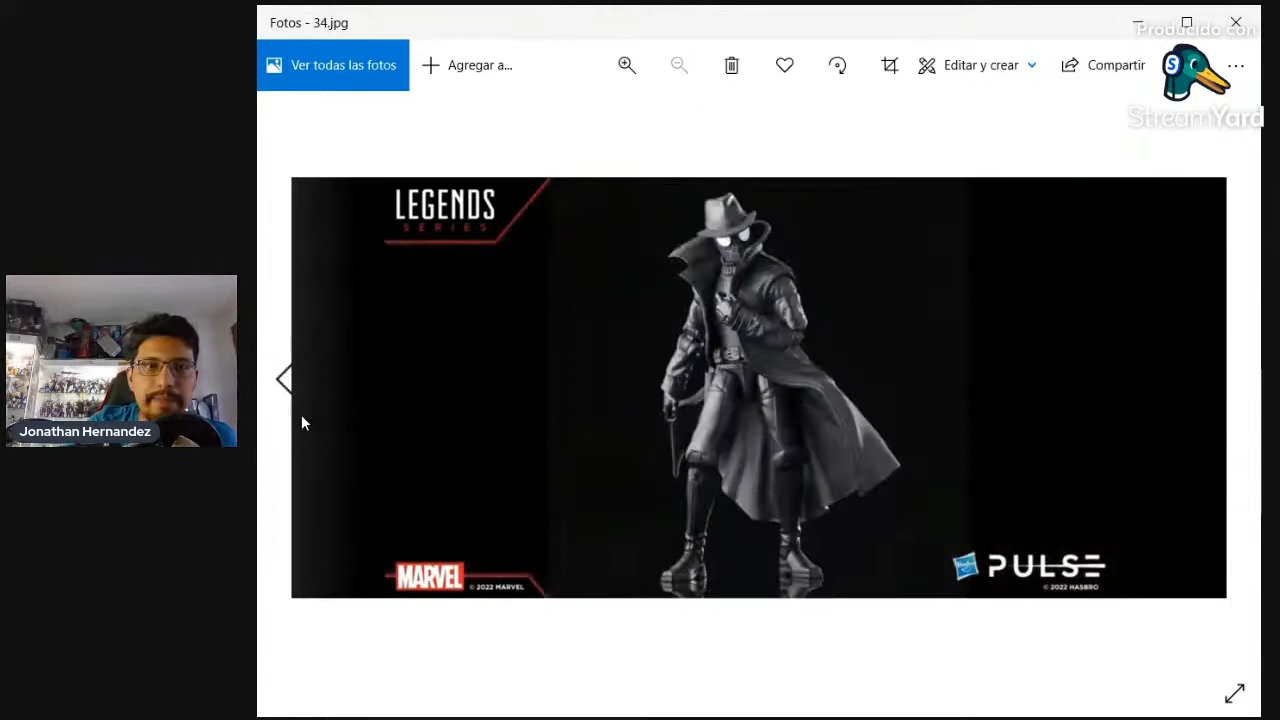 Fotos - 34.jpg
Producido con
StreamYard
Ver todas las fotos
Agregar a...
Editar y crear
Compartir
S
LEGENDS
SERIES
Jonathan Hernandez
MARVEL
© 2022 MARVEL
Hasbro
PULSE
© 2022 HASBRO